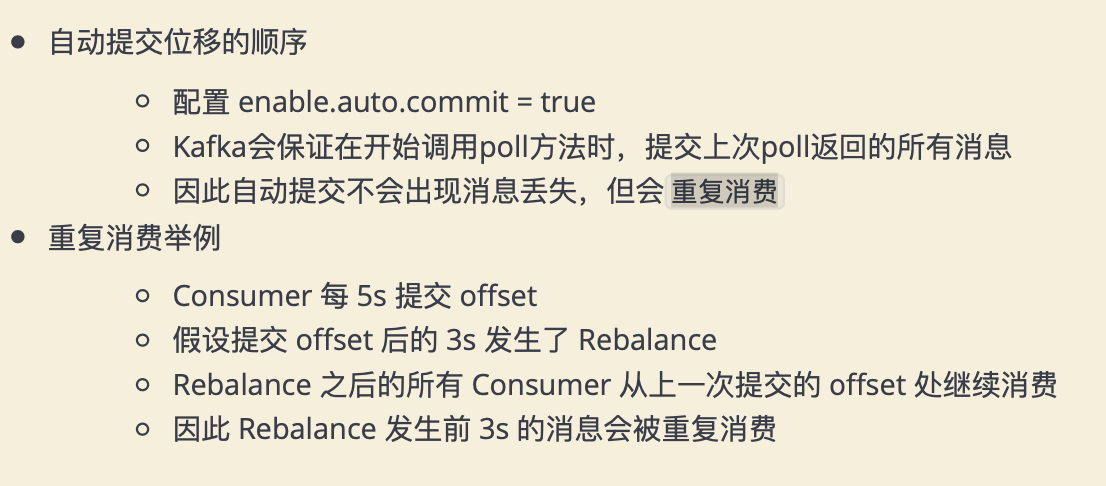 自动提交位移的顺序
配置 enable.auto.commit = true
Kafka会保证在开始调用poll方法时，提交上次poll返回的所有消息
因此自动提交不会出现消息丢失，但会 重复消费
重复消费举例
Consumer 每 5s 提交 offset
假设提交 offset 后的 3s 发生了 Rebalance
Rebalance 之后的所有 Consumer 从上一次提交的 offset 处继续消费
因此 Rebalance 发生前 3s 的消息会被重复消费